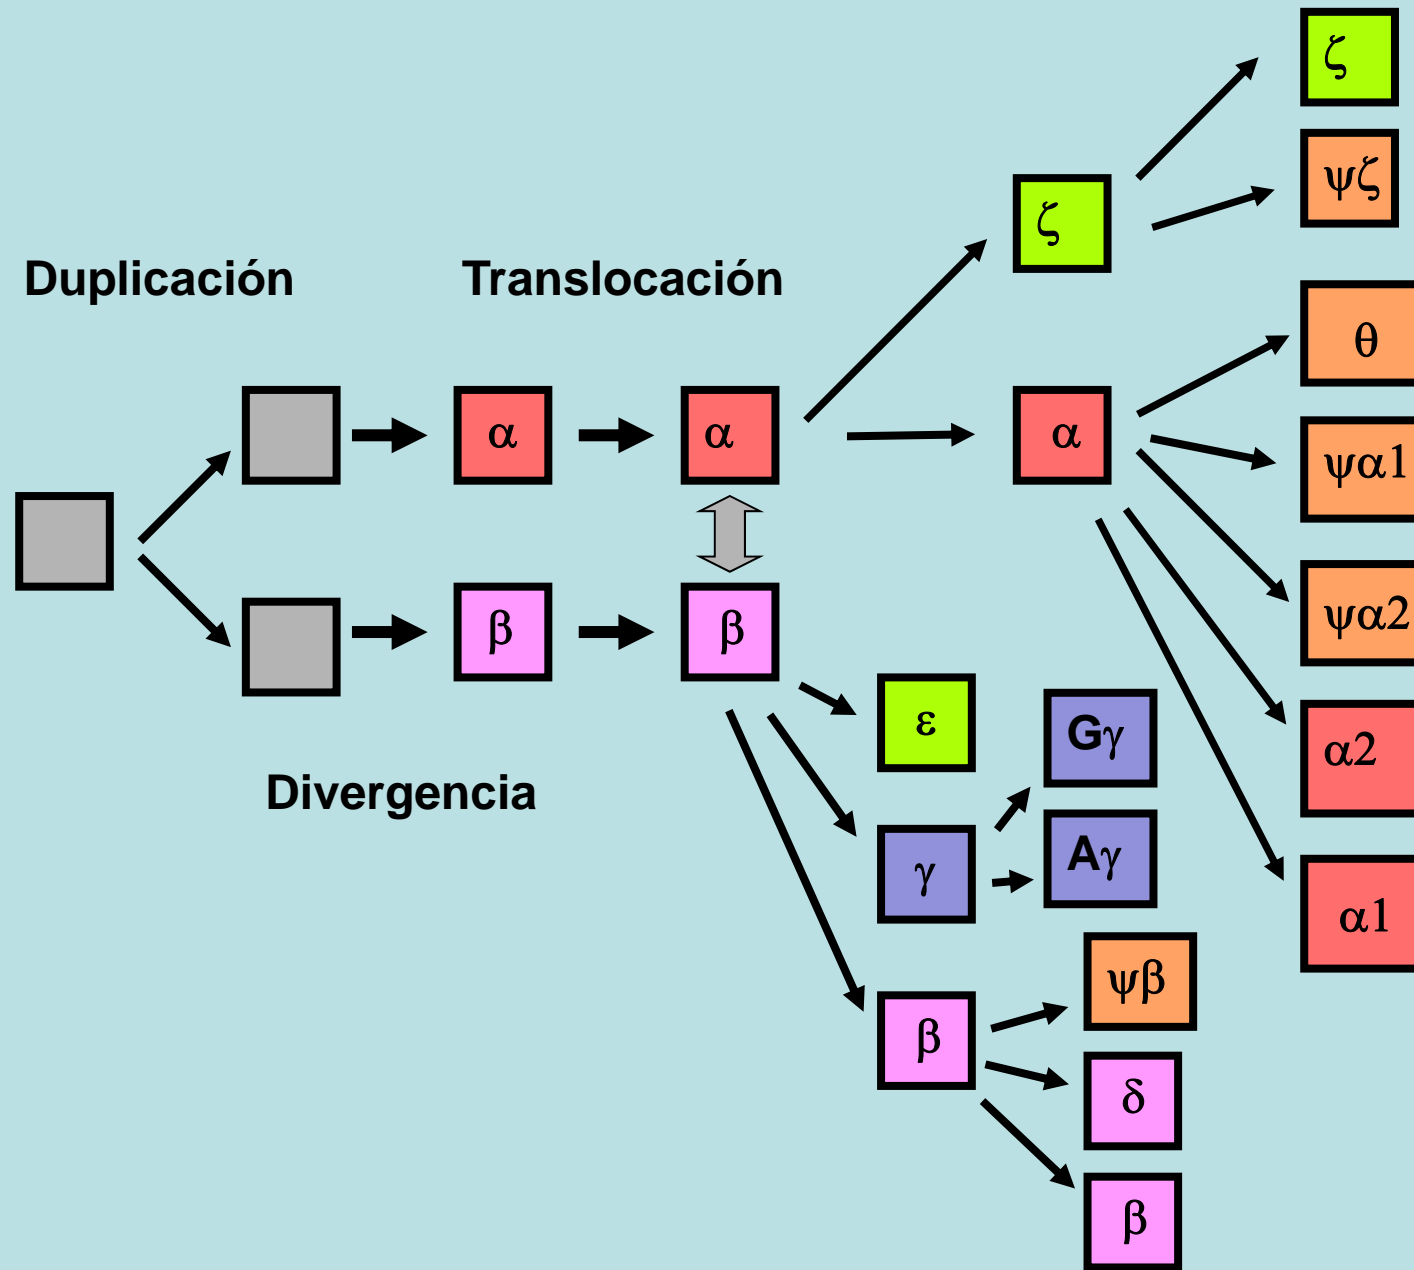 ζ
ψζ
ζ
Duplicación
Translocación
θ
α
α
α
ψα1
β
β
ψα2
ε
Gγ
α2
Divergencia
γ
Aγ
α1
ψβ
β
δ
β